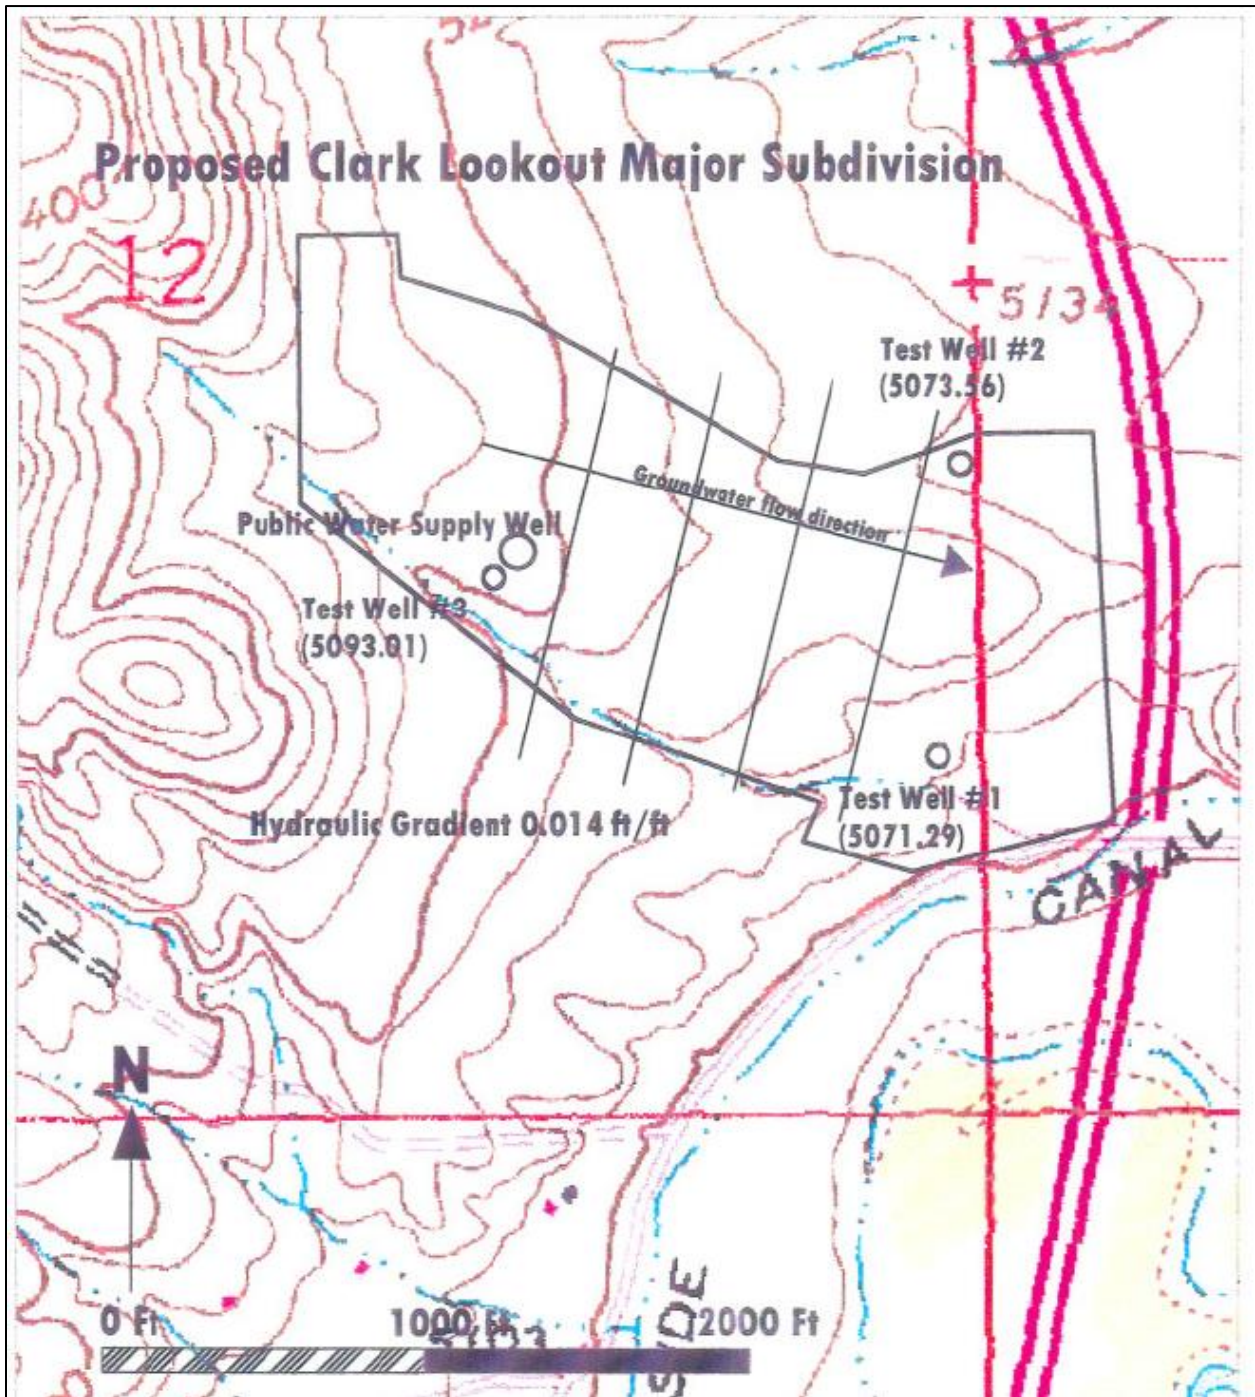 Proposed Clark Lookout Major Subdivision
400
12
5134
Test Well #2
(5073.56)
Groundwater flow direction
Public Water Supply Well
Test Well #3
(5093.01)
Test Well #1
(5071.29)
Hydraulic Gradient 0.014 ft/ft
CANAL
N
0 Ft
1000 Ft
2000 Ft
SIDE